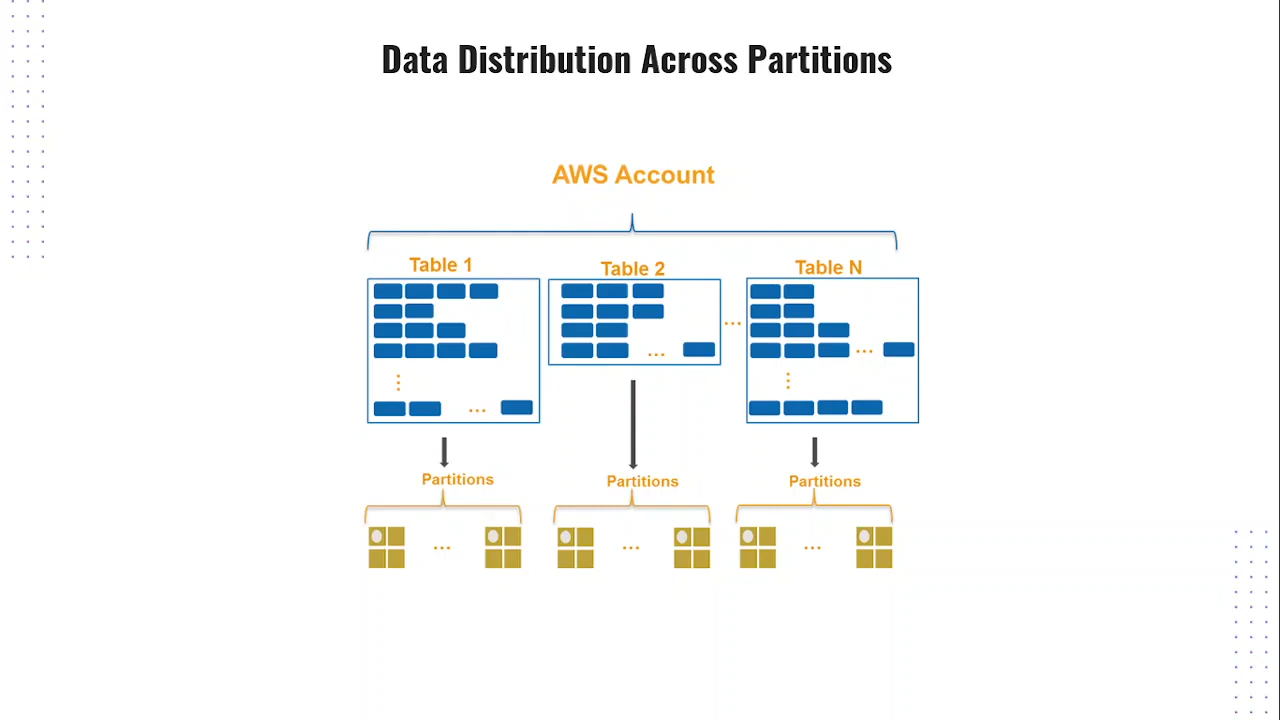 Data Distribution Across Partitions
AWS Account
Table 1
Table 2
Table N
...
...
...
...
Partitions
Partitions
Partitions
...
...
...